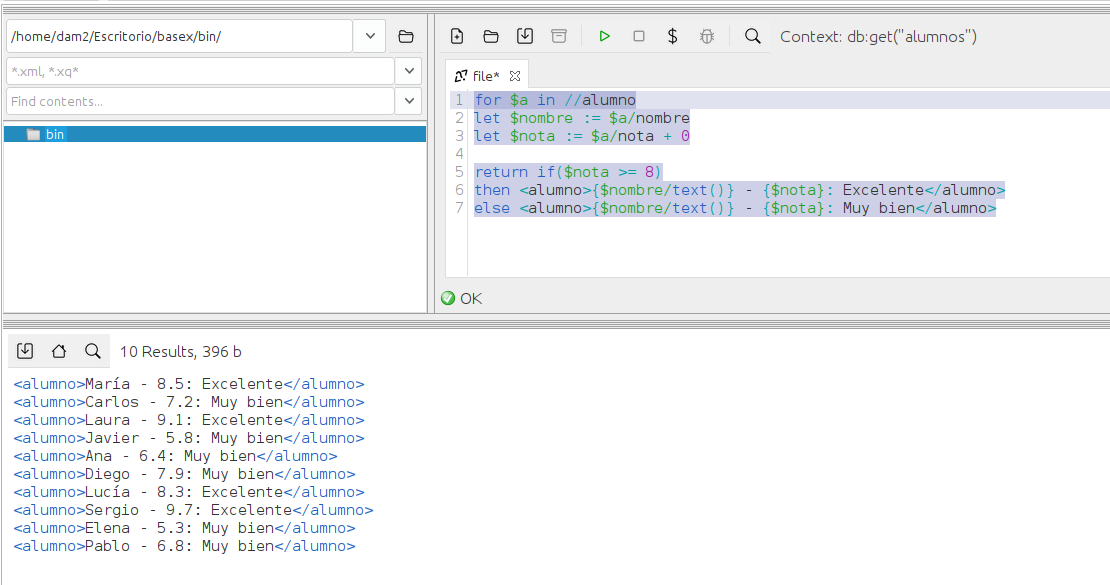 /home/dam2/Escritorio/basex/bin/
*.xml, *.xq*
Find contents...
bin
$ Context: db:get("alumnos")
file*
1 for $a in //alumno
2 let $nombre := $a/nombre
3 let $nota := $a/nota + 0
4
5 return if($nota >= 8)
6 then <alumno>{$nombre/text()} - {$nota}: Excelente</alumno>
7 else <alumno>{$nombre/text()} - {$nota}: Muy bien</alumno>
OK
10 Results, 396 b
<alumno>María - 8.5: Excelente</alumno>
<alumno>Carlos - 7.2: Muy bien</alumno>
<alumno>Laura - 9.1: Excelente</alumno>
<alumno>Javier - 5.8: Muy bien</alumno>
<alumno>Ana - 6.4: Muy bien</alumno>
<alumno>Diego - 7.9: Muy bien</alumno>
<alumno>Lucía - 8.3: Excelente</alumno>
<alumno>Sergio - 9.7: Excelente</alumno>
<alumno>Elena - 5.3: Muy bien</alumno>
<alumno>Pablo - 6.8: Muy bien</alumno>